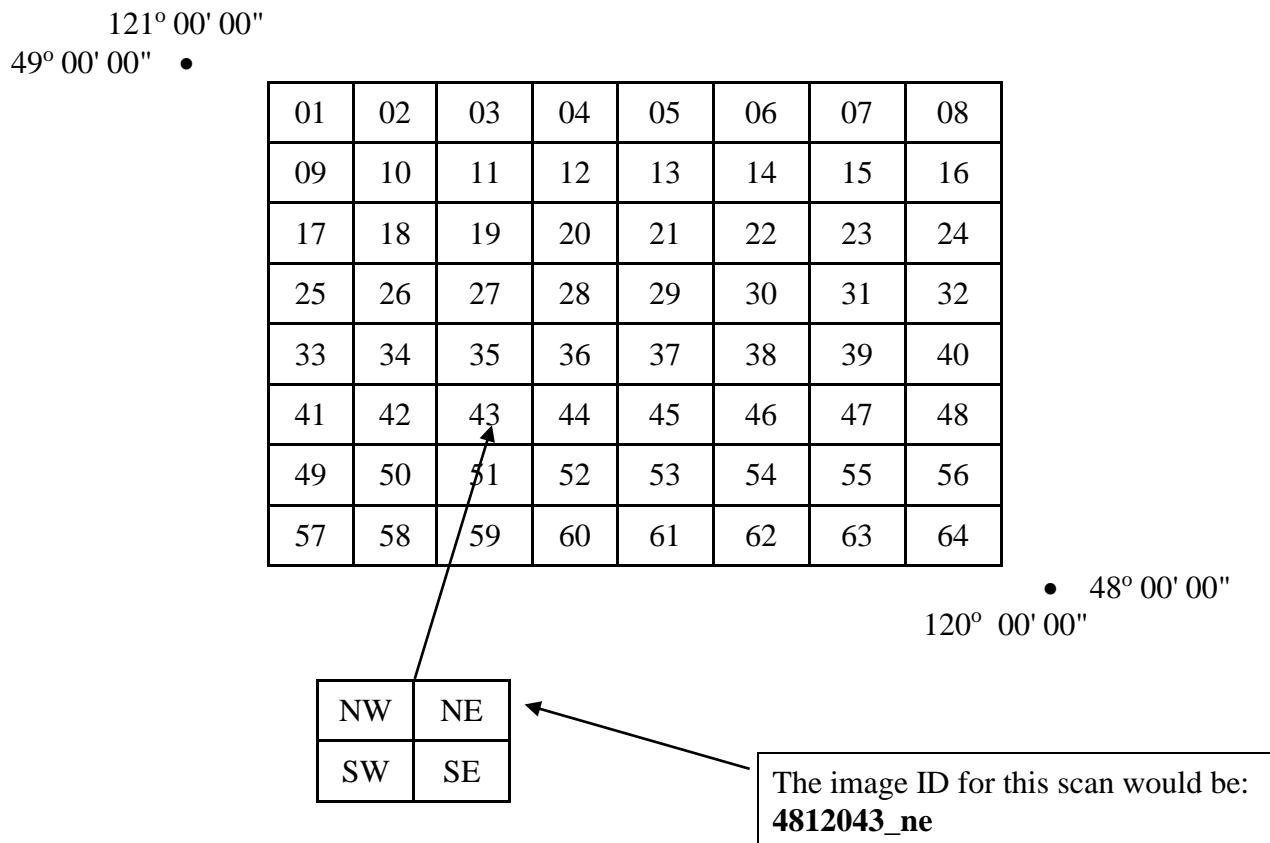 121º 00' 00"
49º 00' 00" •
01 02 03 04 05 06 07 08
09 10 11 12 13 14 15 16
17 18 19 20 21 22 23 24
25 26 27 28 29 30 31 32
33 34 35 36 37 38 39 40
41 42 43 44 45 46 47 48
49 50 51 52 53 54 55 56
57 58 59 60 61 62 63 64
• 48º 00' 00"
120º 00' 00"
NW NE
SW SE
The image ID for this scan would be:
4812043_ne